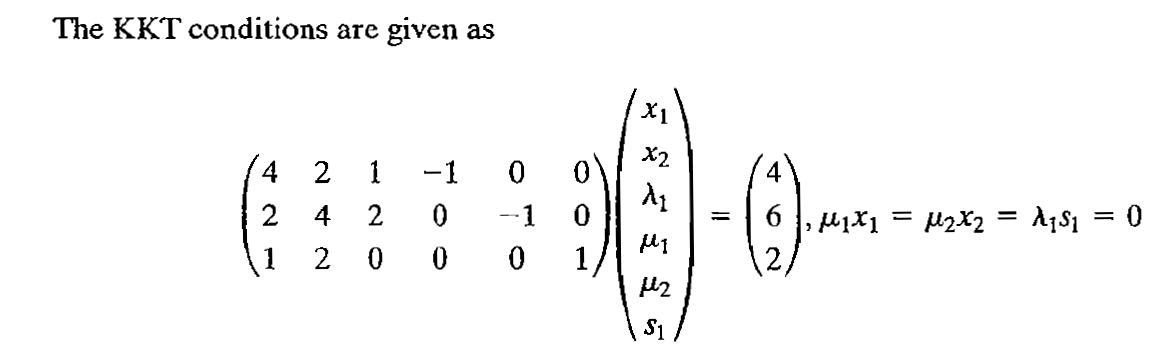 The KKT conditions are given as
( 4 2 1 −1 0 0 ) ( x₁ ) ( 4 )
( 2 4 2 0 −1 0 ) ( x₂ ) = ( 6 ) , μ₁x₁ = μ₂x₂ = λ₁s₁ = 0
( 1 2 0 0 0 1 ) ( λ₁ ) ( 2 )
( μ₁ )
( μ₂ )
( s₁ )